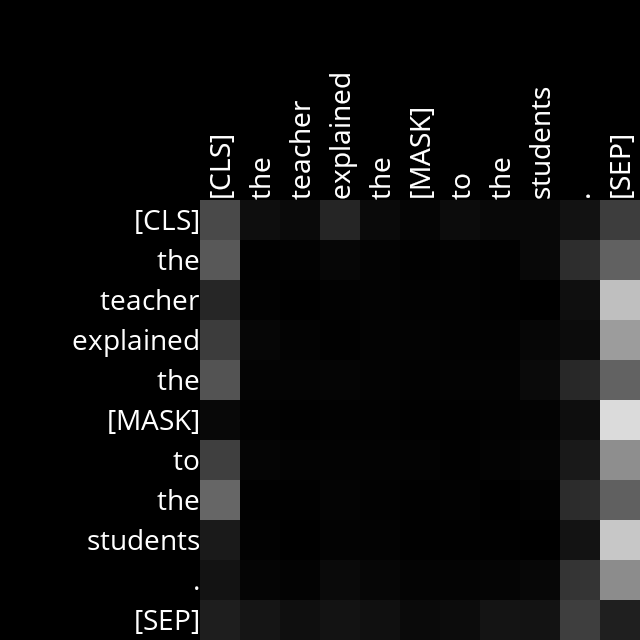 [CLS] the teacher explained the [MASK] to the students . [SEP]
[CLS]
the
teacher
explained
the
[MASK]
to
the
students
.
[SEP]